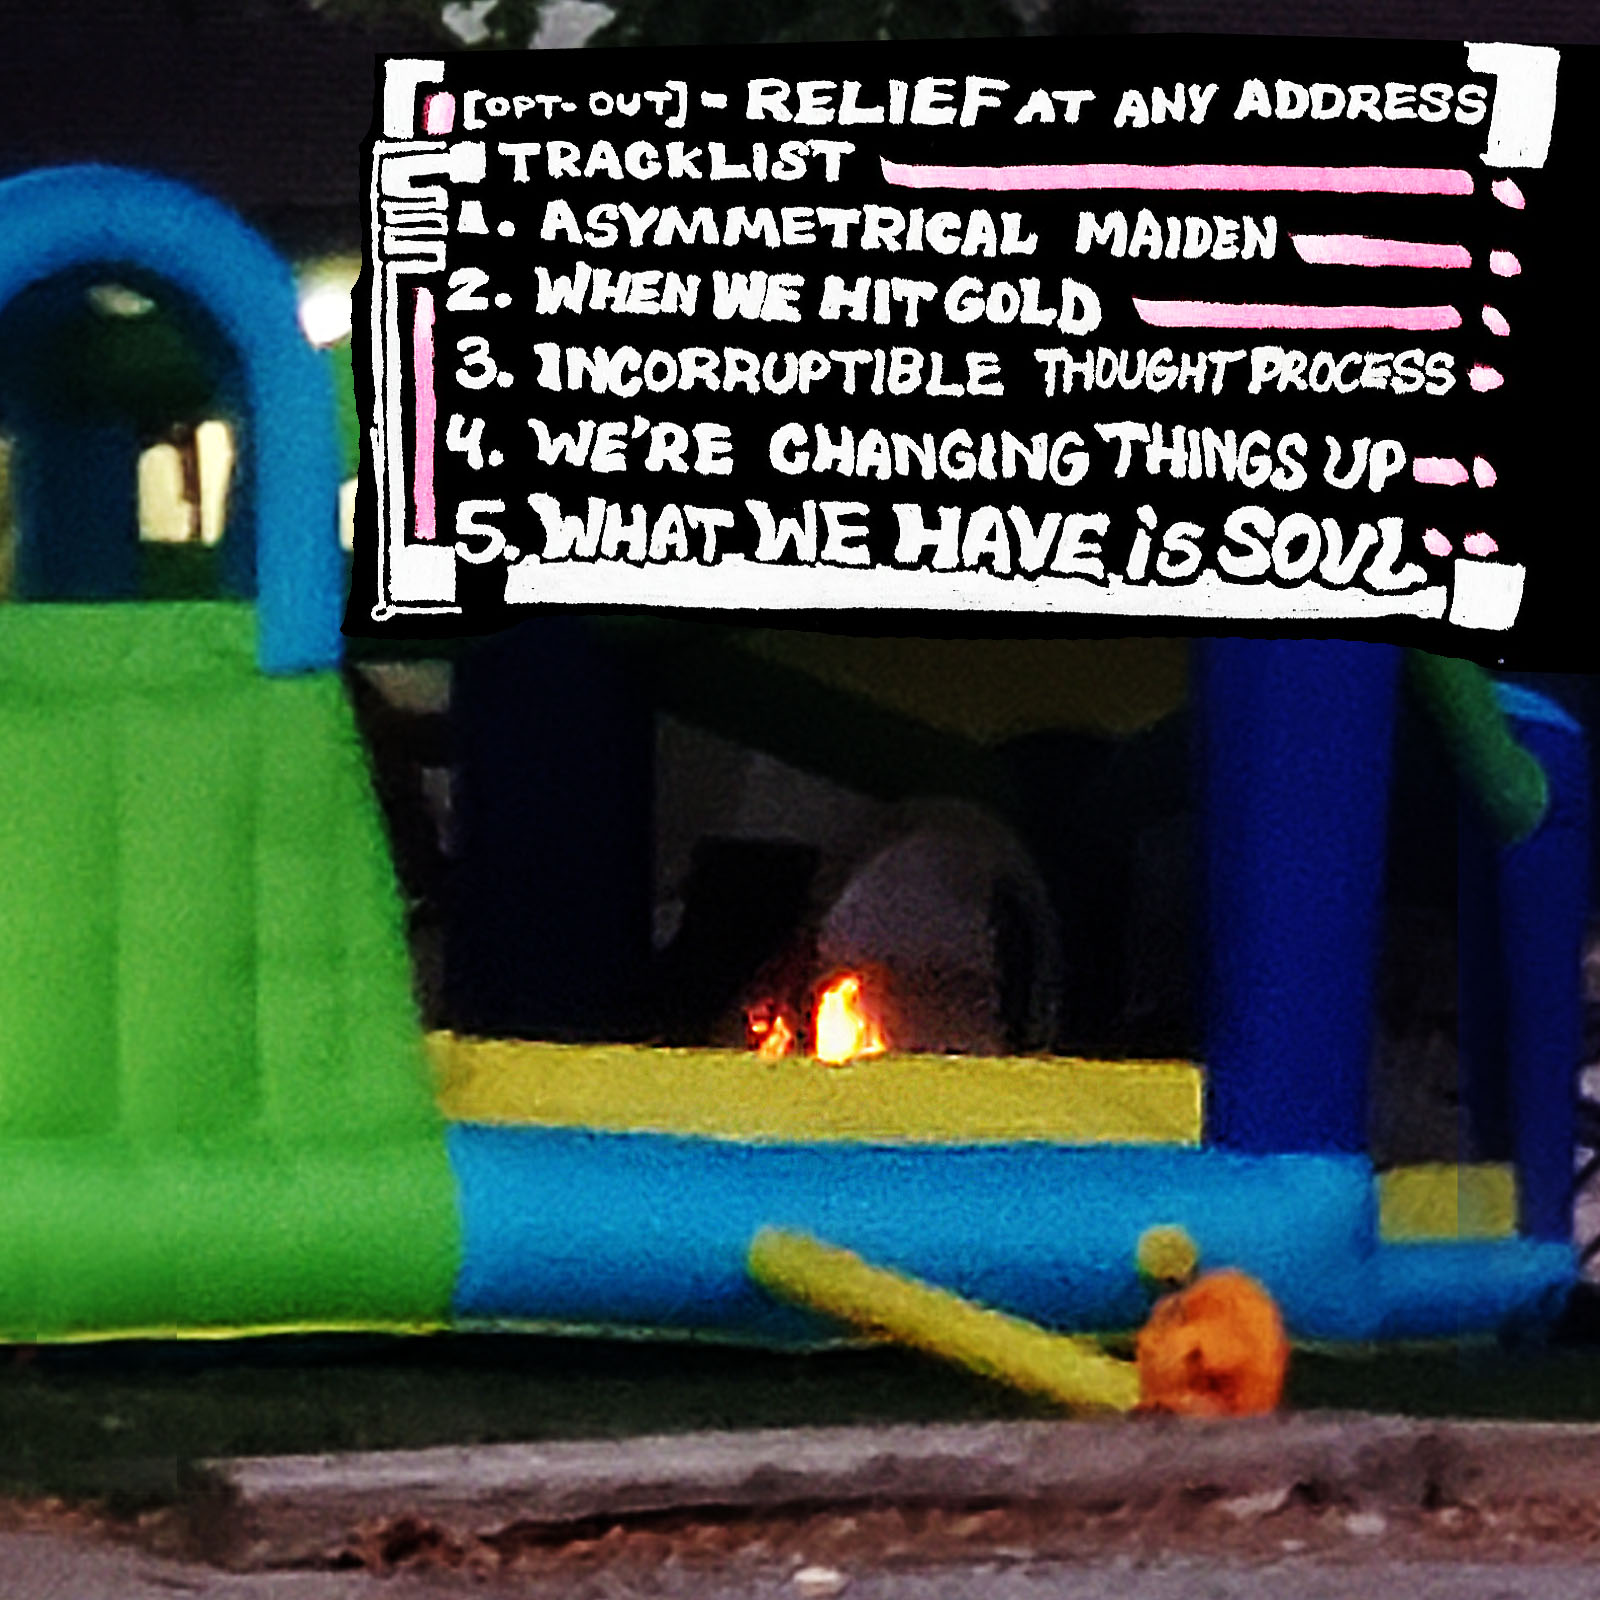 [OPT-OUT] - RELIEF AT ANY ADDRESS
TRACKLIST
1. ASYMMETRICAL MAIDEN
2. WHEN WE HIT GOLD
3. INCORRUPTIBLE THOUGHT PROCESS
4. WE'RE CHANGING THINGS UP
5. WHAT WE HAVE iS SOUL